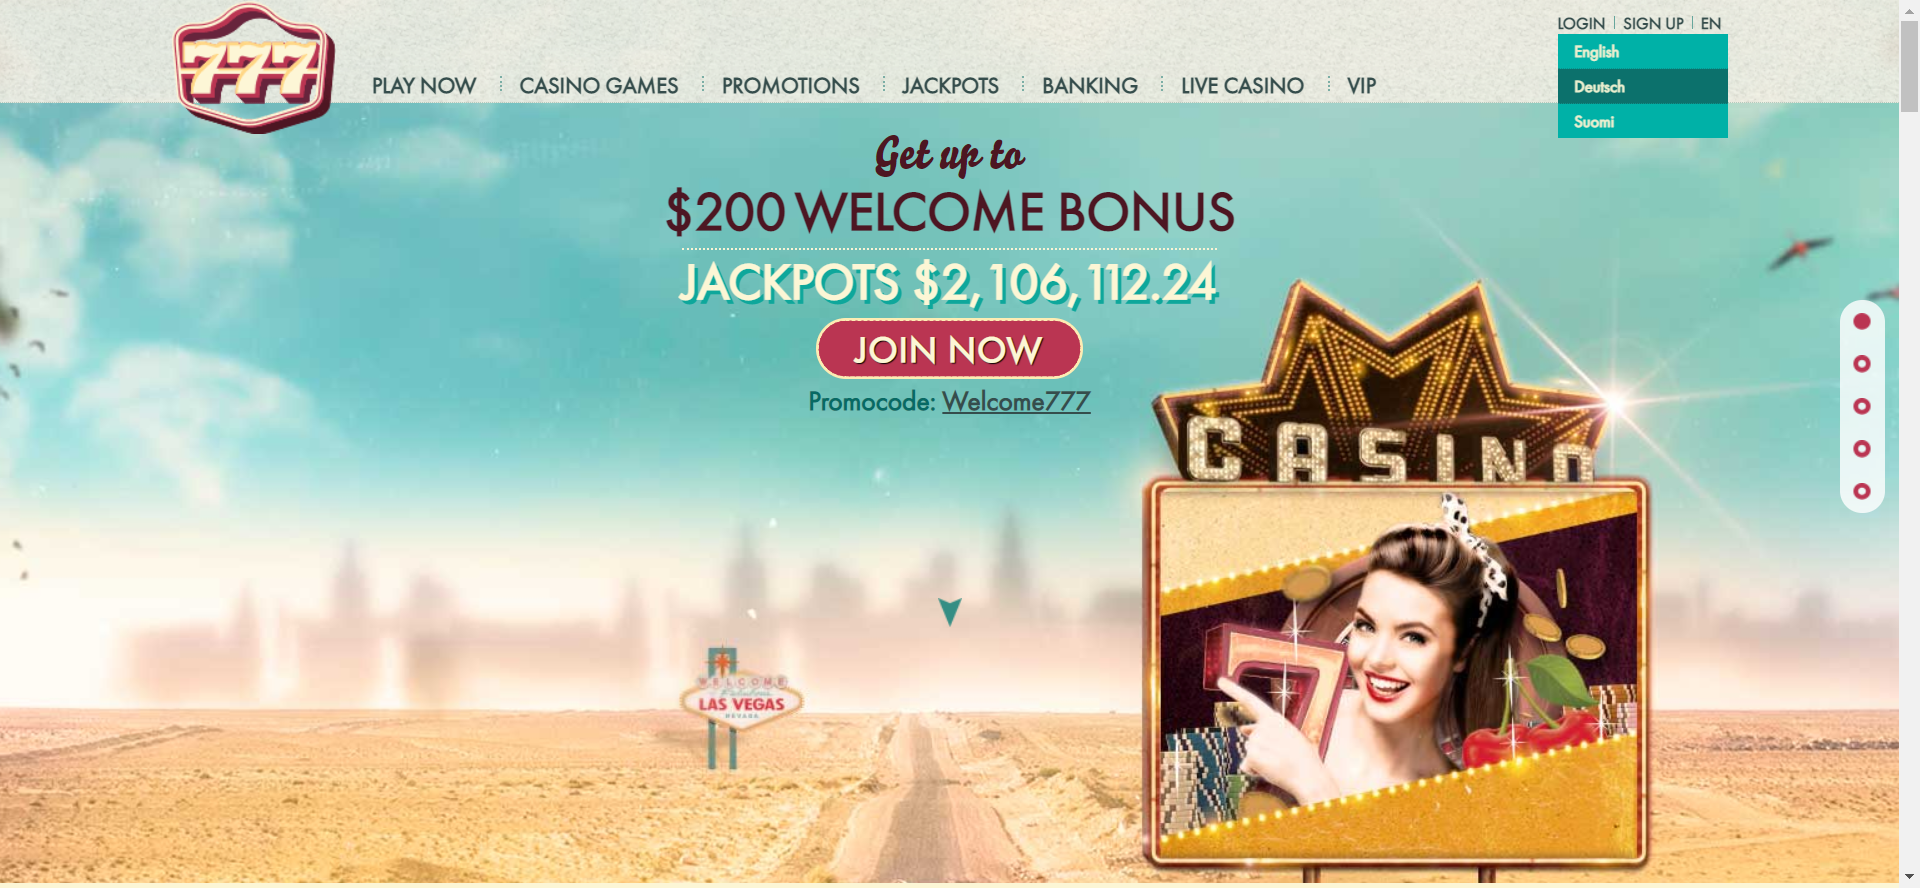 777
LOGIN SIGN UP EN
English
Deutsch
Suomi
PLAY NOW CASINO GAMES PROMOTIONS JACKPOTS BANKING LIVE CASINO VIP
Get up to
$200 WELCOME BONUS
JACKPOTS $2,106,112.24
JOIN NOW
Promocode: Welcome777
CASINO
7
WELCOME
Fabulous
LAS VEGAS
NEVADA